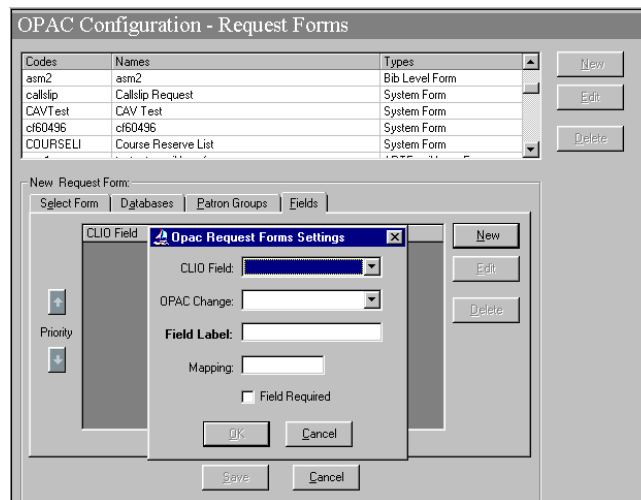 OPAC Configuration - Request Forms
Codes Names Types
asm2 asm2 Bib Level Form
callslip Callslip Request System Form
CAVTest CAV Test System Form
cf60496 cf60496 System Form
COURSELI Course Reserve List System Form
New
Edit
Delete
New Request Form:
Select Form Databases Patron Groups Fields
CLIO Field
Priority
New
Edit
Delete
Opac Request Forms Settings
CLIO Field:
OPAC Change:
Field Label:
Mapping:
Field Required
OK Cancel
Save Cancel